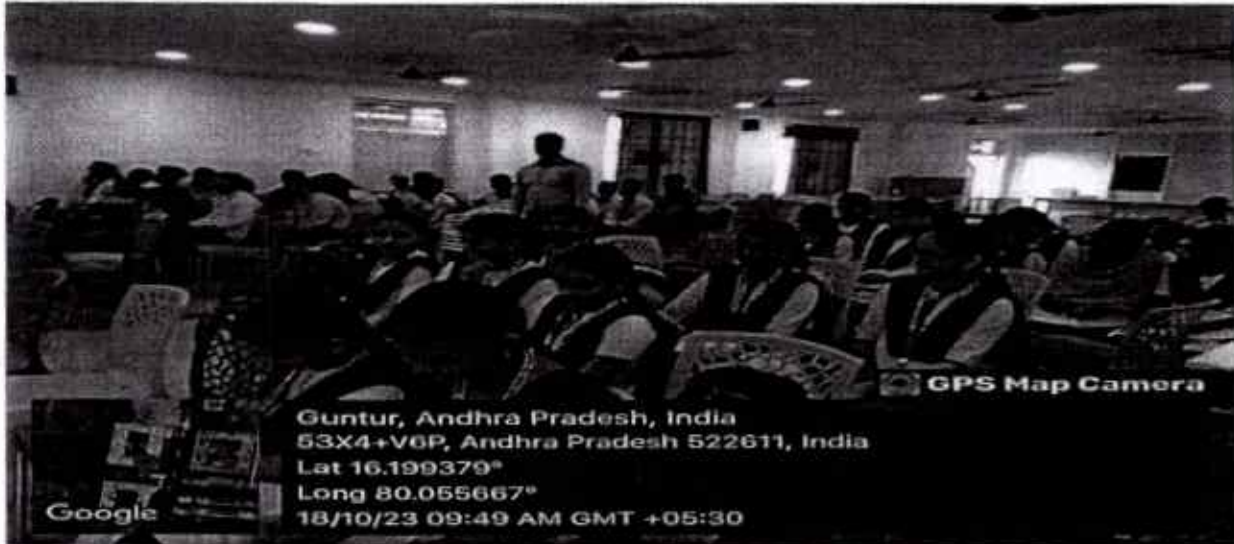 GPS Map Camera
Guntur, Andhra Pradesh, India
53X4+V6P, Andhra Pradesh 522611, India
Lat 16.199379°
Long 80.055667°
18/10/23 09:49 AM GMT +05:30
Google